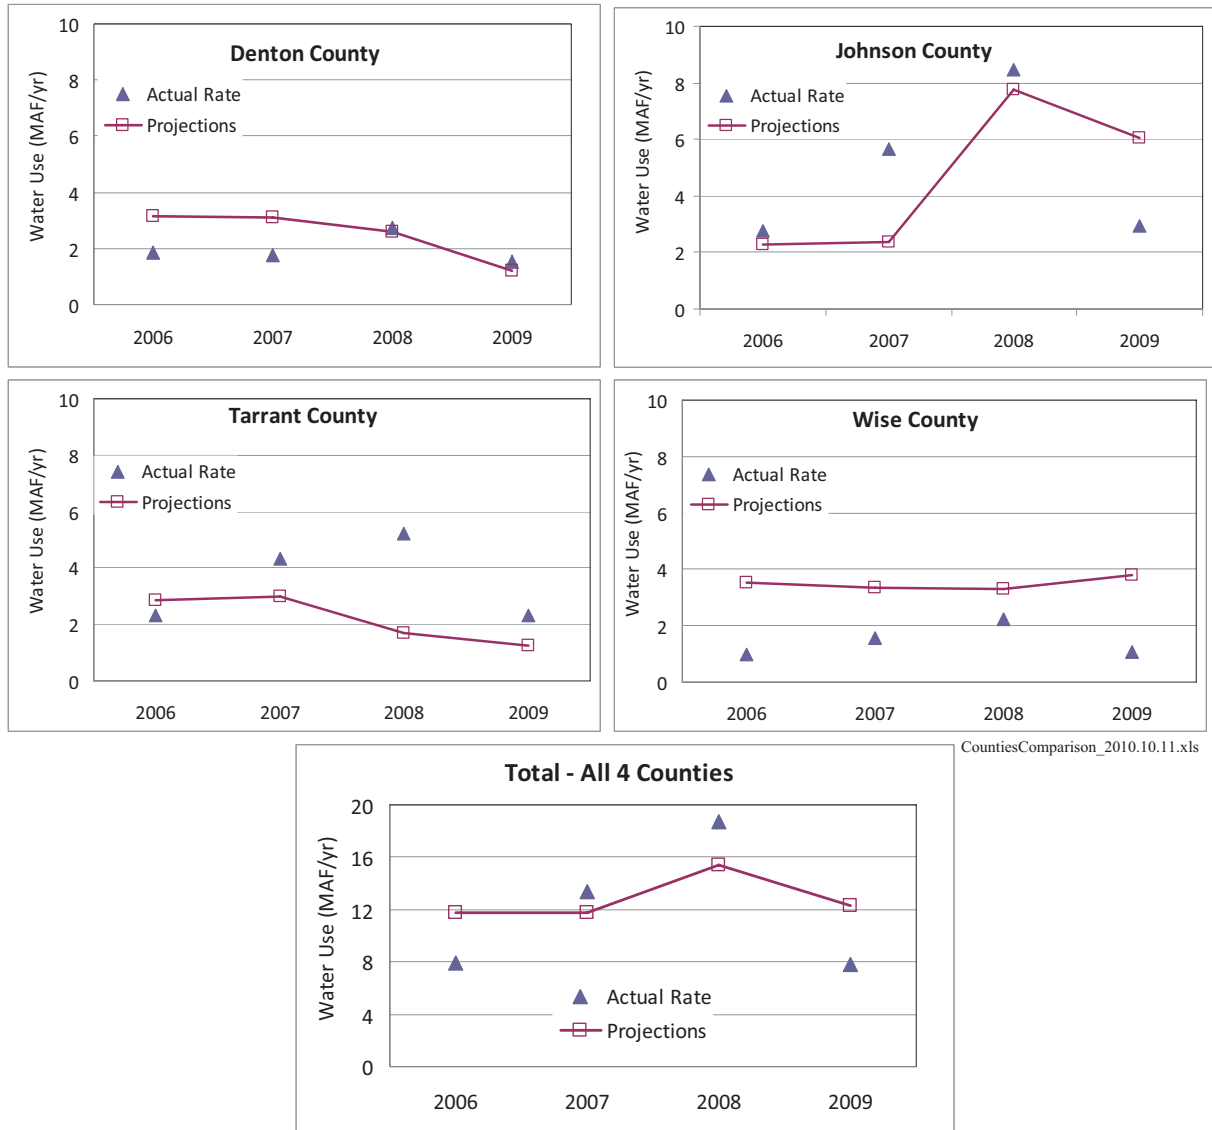 Denton County
Actual Rate
Projections
Water Use (MAF/yr)
10
8
6
4
2
0
2006 2007 2008 2009
Johnson County
Actual Rate
Projections
Water Use (MAF/yr)
10
8
6
4
2
0
2006 2007 2008 2009
Tarrant County
Actual Rate
Projections
Water Use (MAF/yr)
10
8
6
4
2
0
2006 2007 2008 2009
Wise County
Actual Rate
Projections
Water Use (MAF/yr)
10
8
6
4
2
0
2006 2007 2008 2009
CountiesComparison_2010.10.11.xls
Total - All 4 Counties
Water Use (MAF/yr)
20
16
12
8
4
0
Actual Rate
Projections
2006 2007 2008 2009